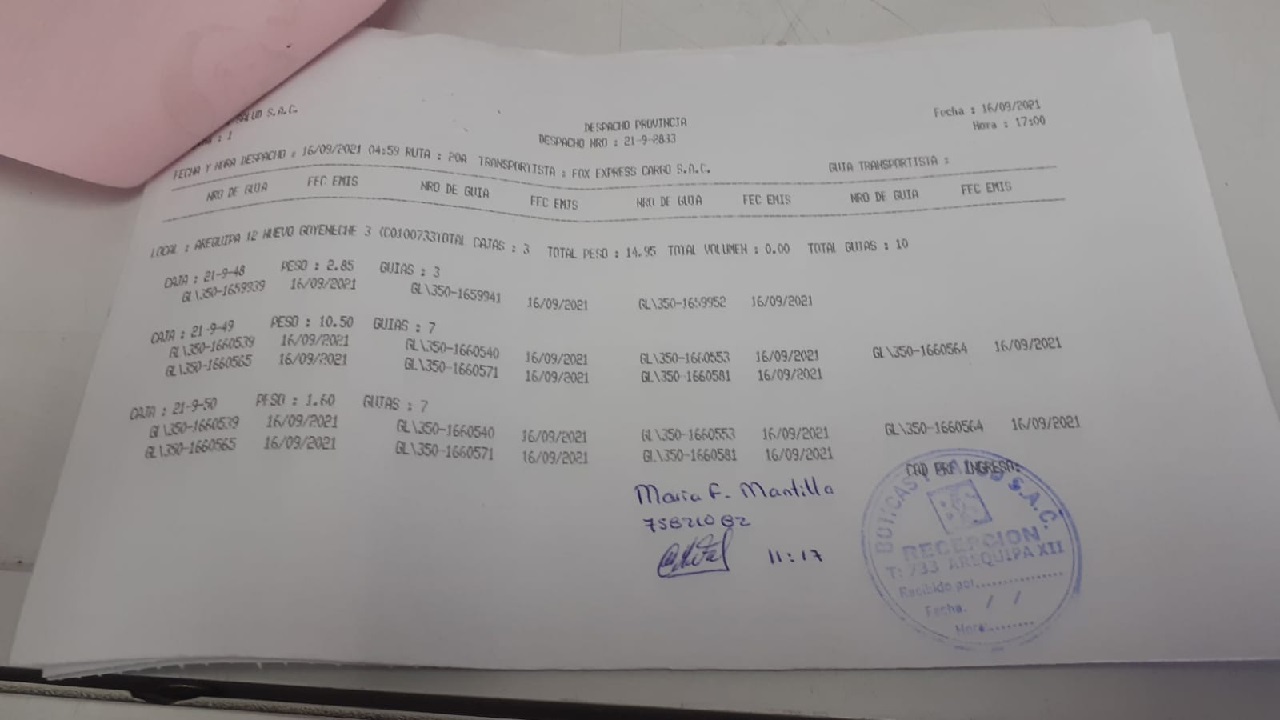 S.A.C.
: 1
Fecha : 16/09/2021
Hora : 17:00
DESPACHO PROVINCIA
DESPACHO NRO : 21-9-2833
FECHA Y HORA DESPACHO : 16/09/2021 04:59 RUTA : 20A TRANSPORTISTA : FOX EXPRESS CARGO S.A.C. GUIA TRANSPORTISTA :
NRO DE GUIA FEC EMIS NRO DE GUIA FEC EMIS NRO DE GUIA FEC EMIS NRO DE GUIA FEC EMIS
LOCAL : AREQUIPA 12 NUEVO GOYENECHE 3 (C0100733)OTAL CAJAS : 3 TOTAL PESO : 14.95 TOTAL VOLUMEN : 0.00 TOTAL GUIAS : 10
CAJA : 21-9-48 PESO : 2.85 GUIAS : 3
GL\350-1659939 16/09/2021 GL\350-1659941 16/09/2021 GL\350-1659952 16/09/2021
CAJA : 21-9-49 PESO : 10.50 GUIAS : 7
GL\350-1660539 16/09/2021 GL\350-1660540 16/09/2021 GL\350-1660553 16/09/2021 GL\350-1660564 16/09/2021
GL\350-1660565 16/09/2021 GL\350-1660571 16/09/2021 GL\350-1660581 16/09/2021
CAJA : 21-9-50 PESO : 1.60 GUIAS : 7
GL\350-1660539 16/09/2021 GL\350-1660540 16/09/2021 GL\350-1660553 16/09/2021 GL\350-1660564 16/09/2021
GL\350-1660565 16/09/2021 GL\350-1660571 16/09/2021 GL\350-1660581 16/09/2021
INGRESO:
Maria F. Mantilla
75821082
11:17
BOTICAS S.A.C.
RECEPCION
T: 733 AREQUIPA XII
Recibido por..............
Fecha: / /
Hora:........